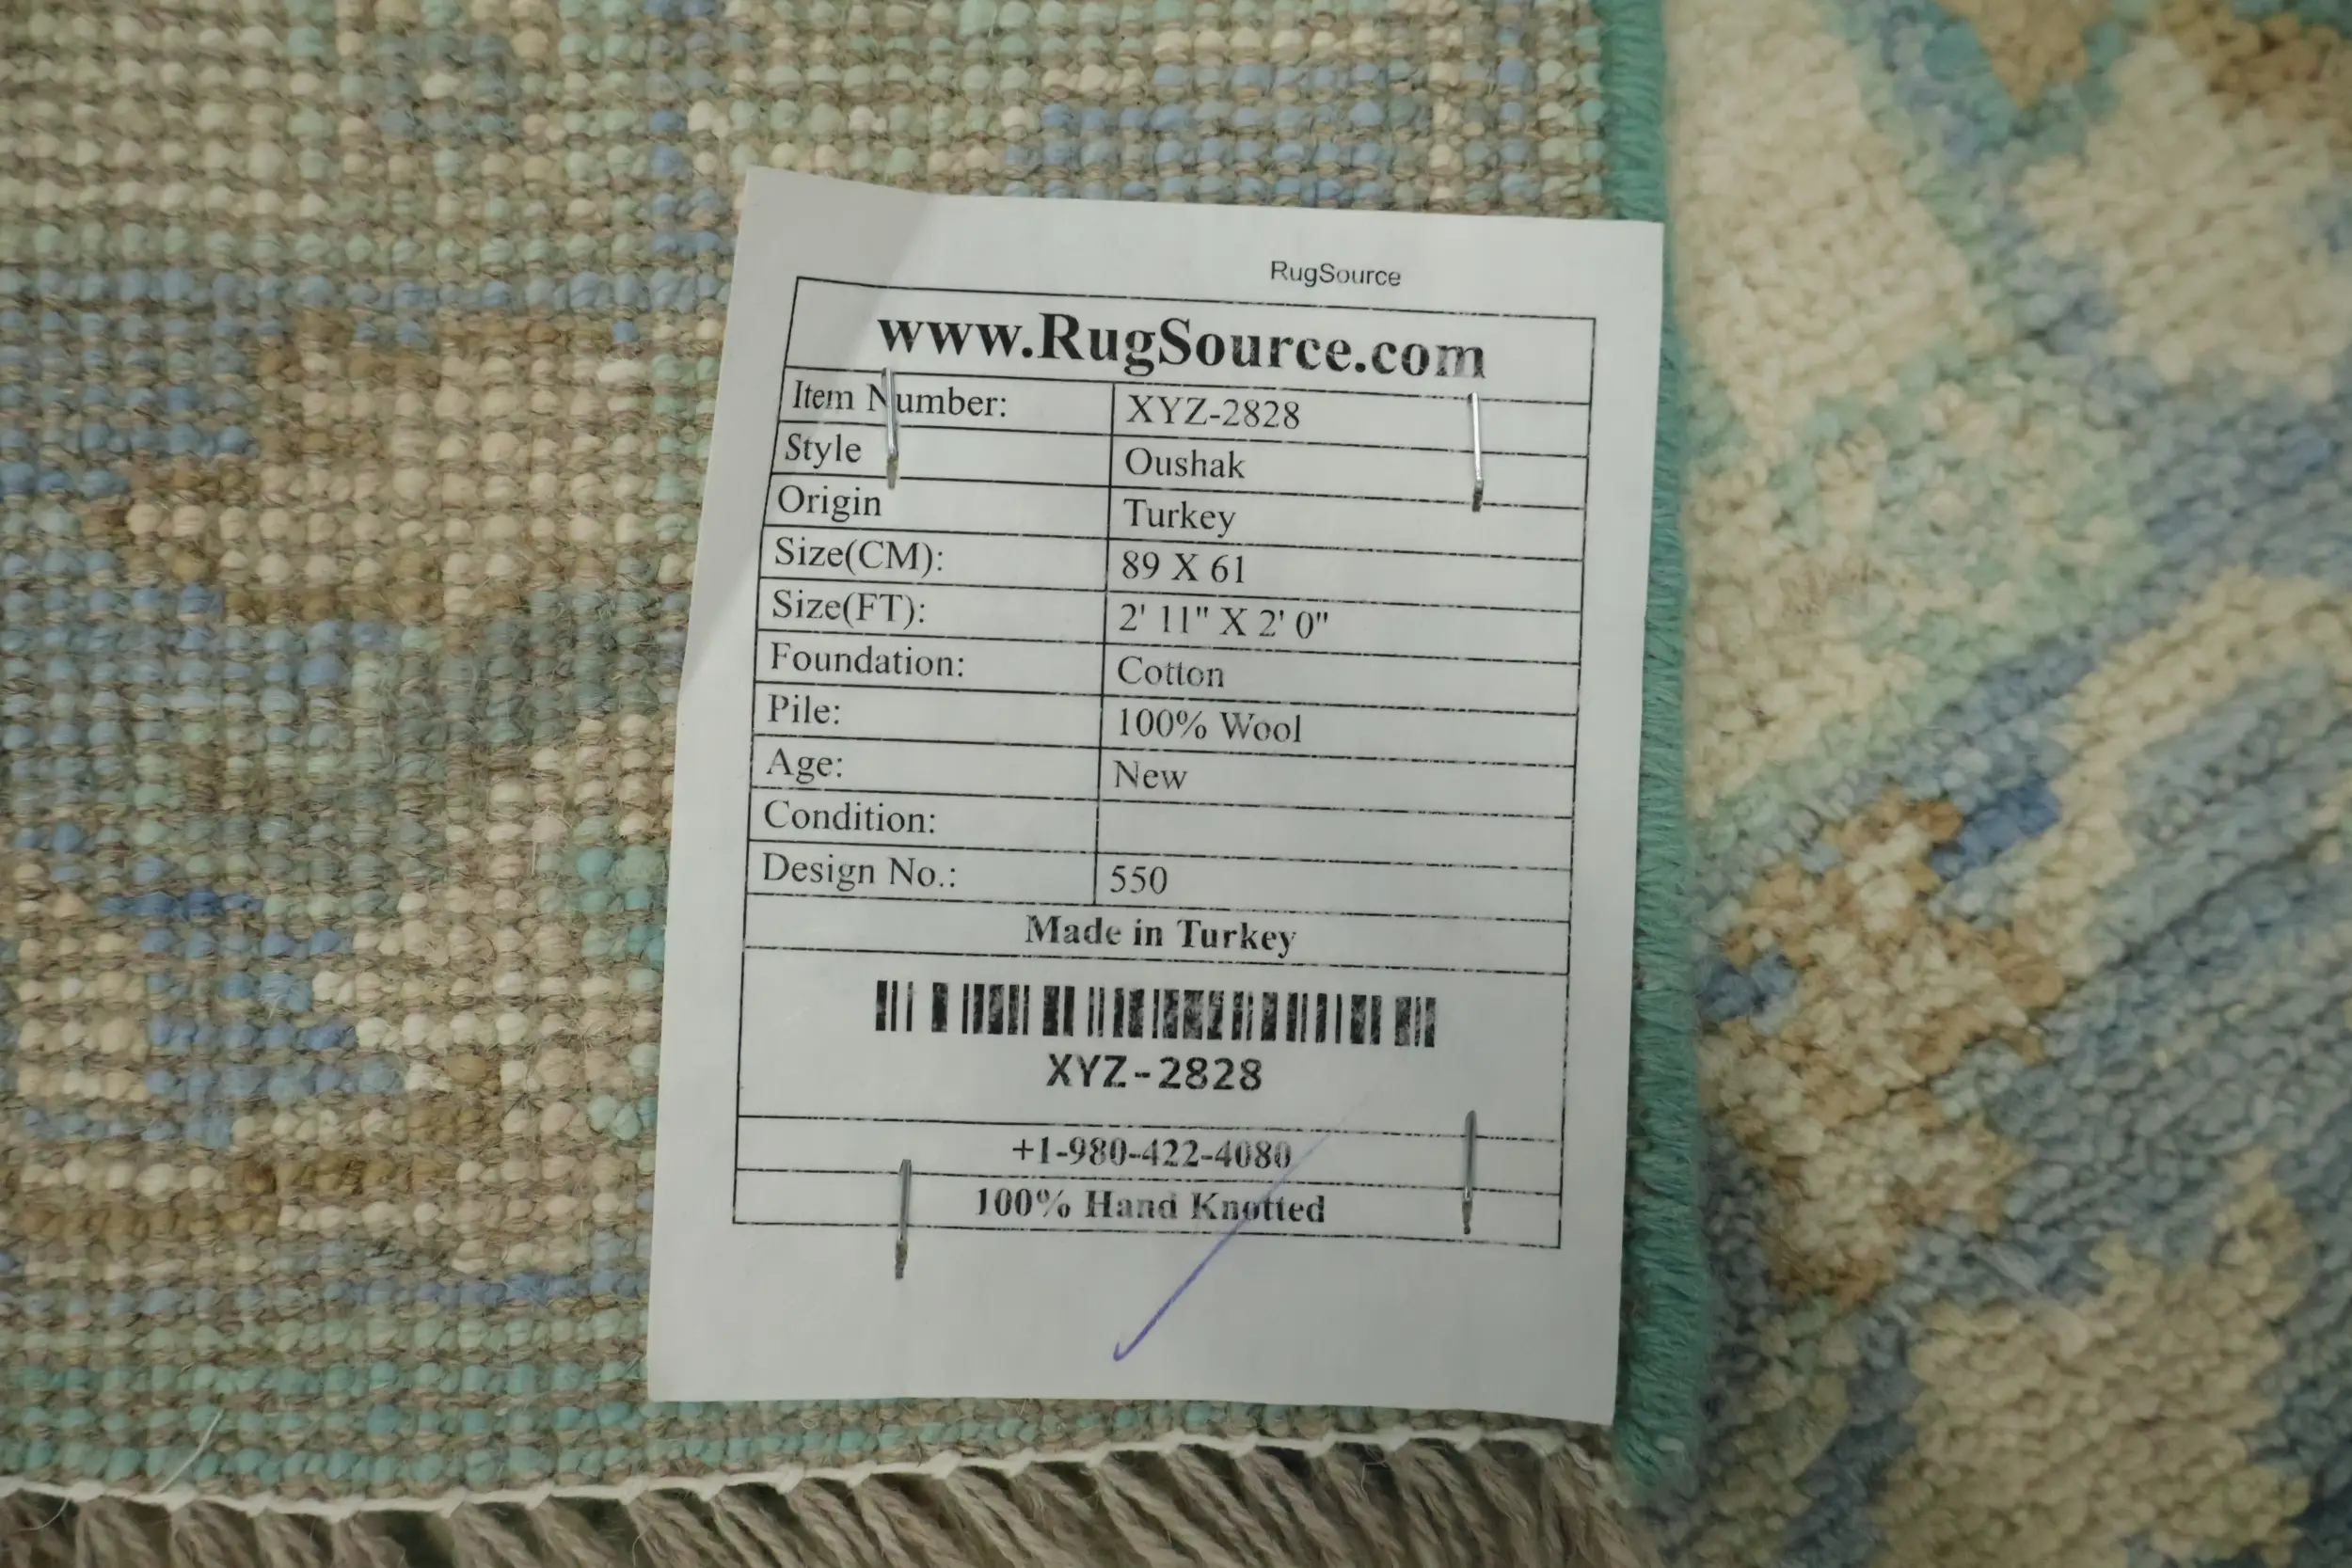 RugSource
www.RugSource.com
Item Number: XYZ-2828
Style Oushak
Origin Turkey
Size(CM): 89 X 61
Size(FT): 2' 11" X 2' 0"
Foundation: Cotton
Pile: 100% Wool
Age: New
Condition:
Design No.: 550
Made in Turkey
XYZ-2828
+1-980-422-4080
100% Hand Knotted